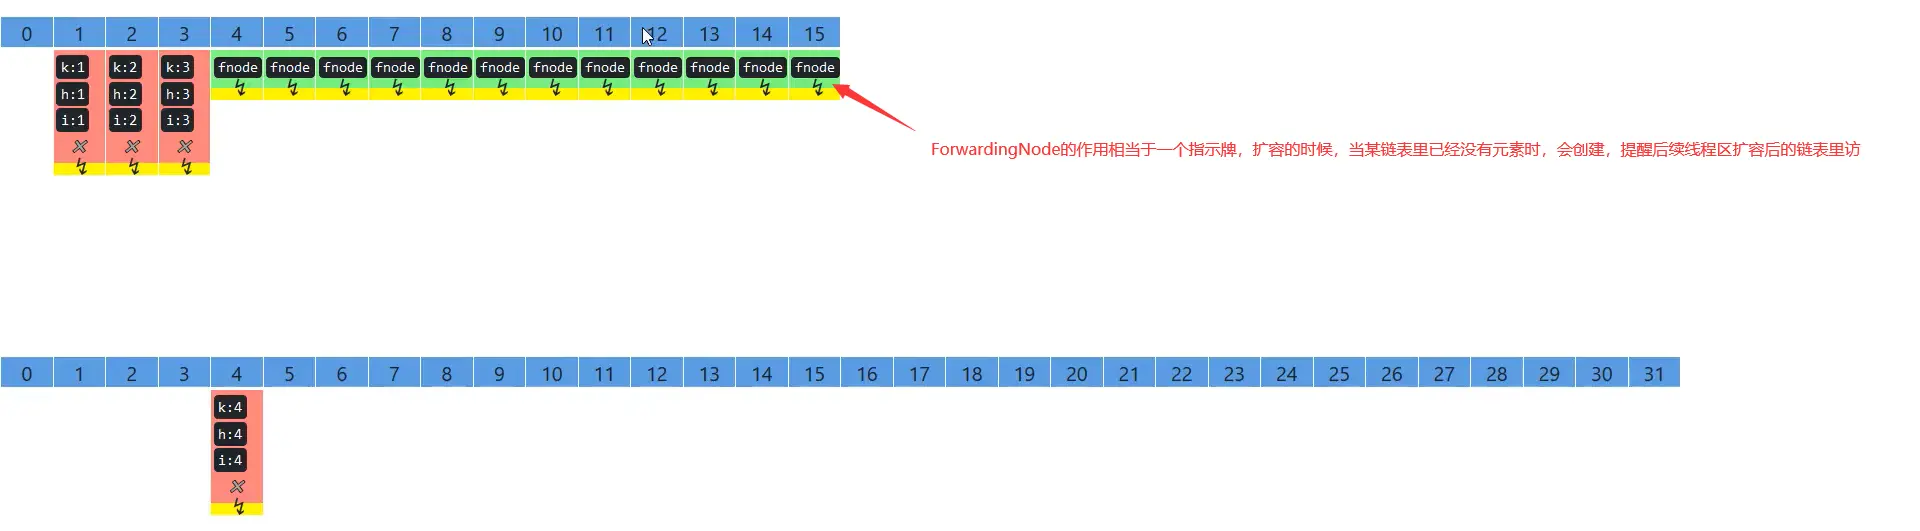 0 1 2 3 4 5 6 7 8 9 10 11 12 13 14 15
k:1 k:2 k:3 fnode fnode fnode fnode fnode fnode fnode fnode fnode fnode fnode fnode
h:1 h:2 h:3
i:1 i:2 i:3
ForwardingNode的作用相当于一个指示牌，扩容的时候，当某链表里已经没有元素时，会创建，提醒后续线程区扩容后的链表里访
0 1 2 3 4 5 6 7 8 9 10 11 12 13 14 15 16 17 18 19 20 21 22 23 24 25 26 27 28 29 30 31
k:4
h:4
i:4